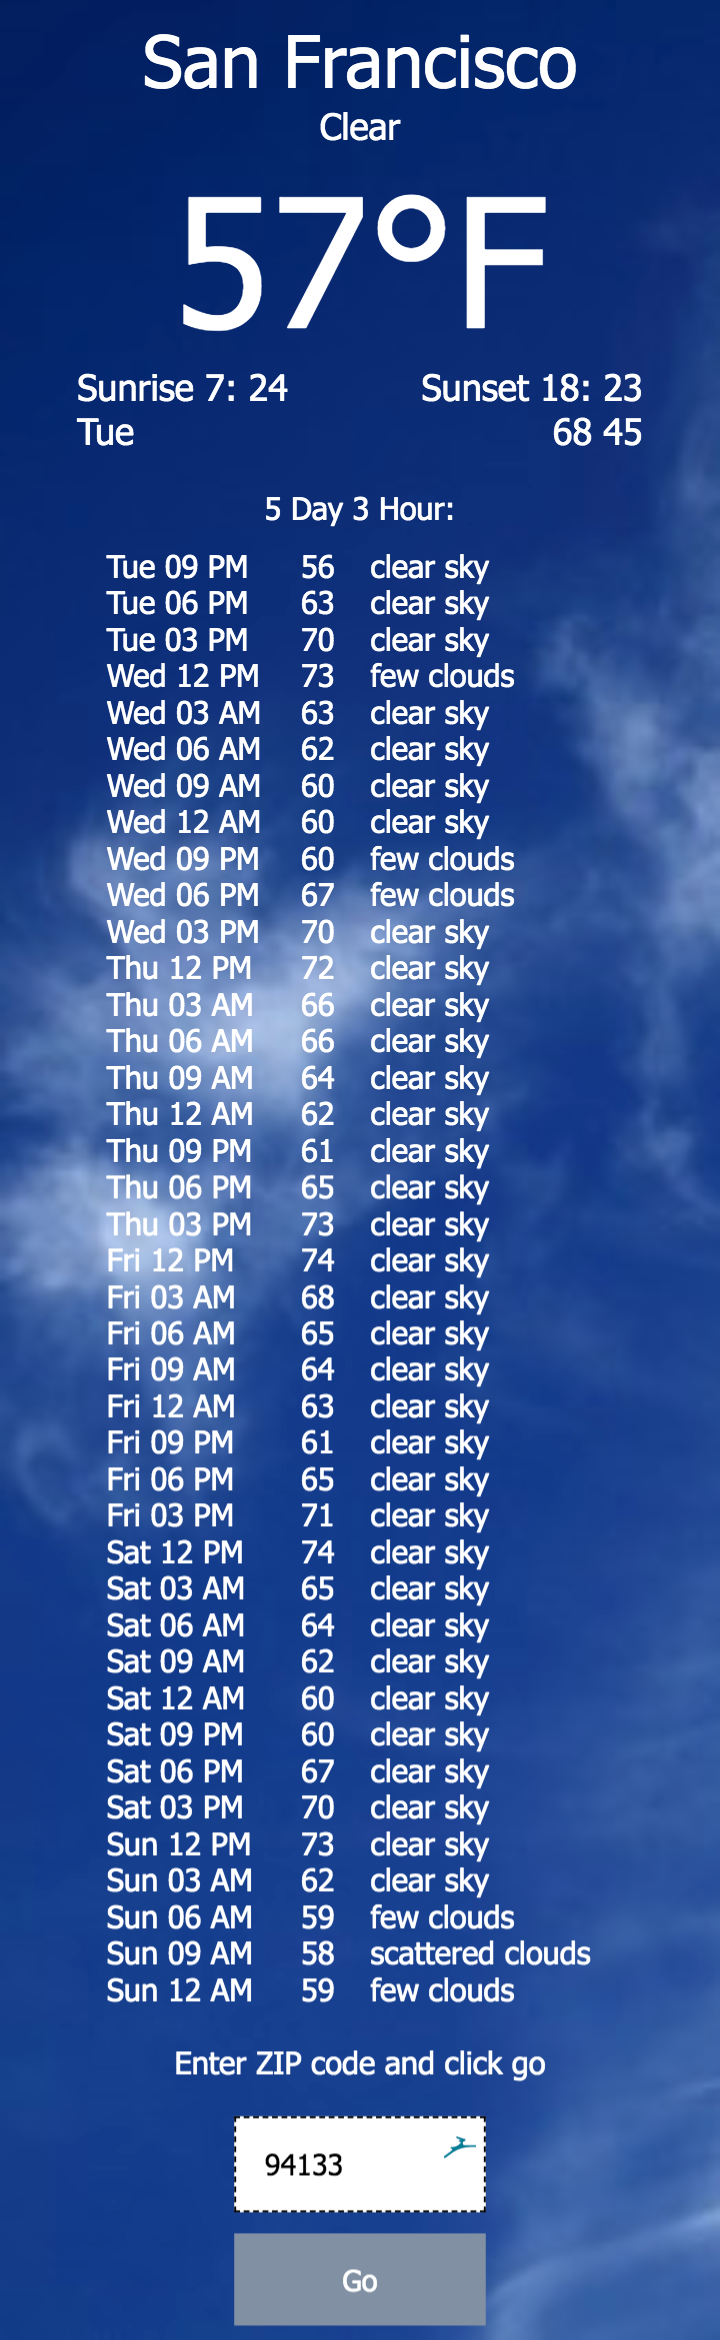 San Francisco
Clear
57°F
Sunrise 7: 24 Sunset 18: 23
Tue 68 45
5 Day 3 Hour:
Tue 09 PM 56 clear sky
Tue 06 PM 63 clear sky
Tue 03 PM 70 clear sky
Wed 12 PM 73 few clouds
Wed 03 AM 63 clear sky
Wed 06 AM 62 clear sky
Wed 09 AM 60 clear sky
Wed 12 AM 60 clear sky
Wed 09 PM 60 few clouds
Wed 06 PM 67 few clouds
Wed 03 PM 70 clear sky
Thu 12 PM 72 clear sky
Thu 03 AM 66 clear sky
Thu 06 AM 66 clear sky
Thu 09 AM 64 clear sky
Thu 12 AM 62 clear sky
Thu 09 PM 61 clear sky
Thu 06 PM 65 clear sky
Thu 03 PM 73 clear sky
Fri 12 PM 74 clear sky
Fri 03 AM 68 clear sky
Fri 06 AM 65 clear sky
Fri 09 AM 64 clear sky
Fri 12 AM 63 clear sky
Fri 09 PM 61 clear sky
Fri 06 PM 65 clear sky
Fri 03 PM 71 clear sky
Sat 12 PM 74 clear sky
Sat 03 AM 65 clear sky
Sat 06 AM 64 clear sky
Sat 09 AM 62 clear sky
Sat 12 AM 60 clear sky
Sat 09 PM 60 clear sky
Sat 06 PM 67 clear sky
Sat 03 PM 70 clear sky
Sun 12 PM 73 clear sky
Sun 03 AM 62 clear sky
Sun 06 AM 59 few clouds
Sun 09 AM 58 scattered clouds
Sun 12 AM 59 few clouds
Enter ZIP code and click go
94133
Go